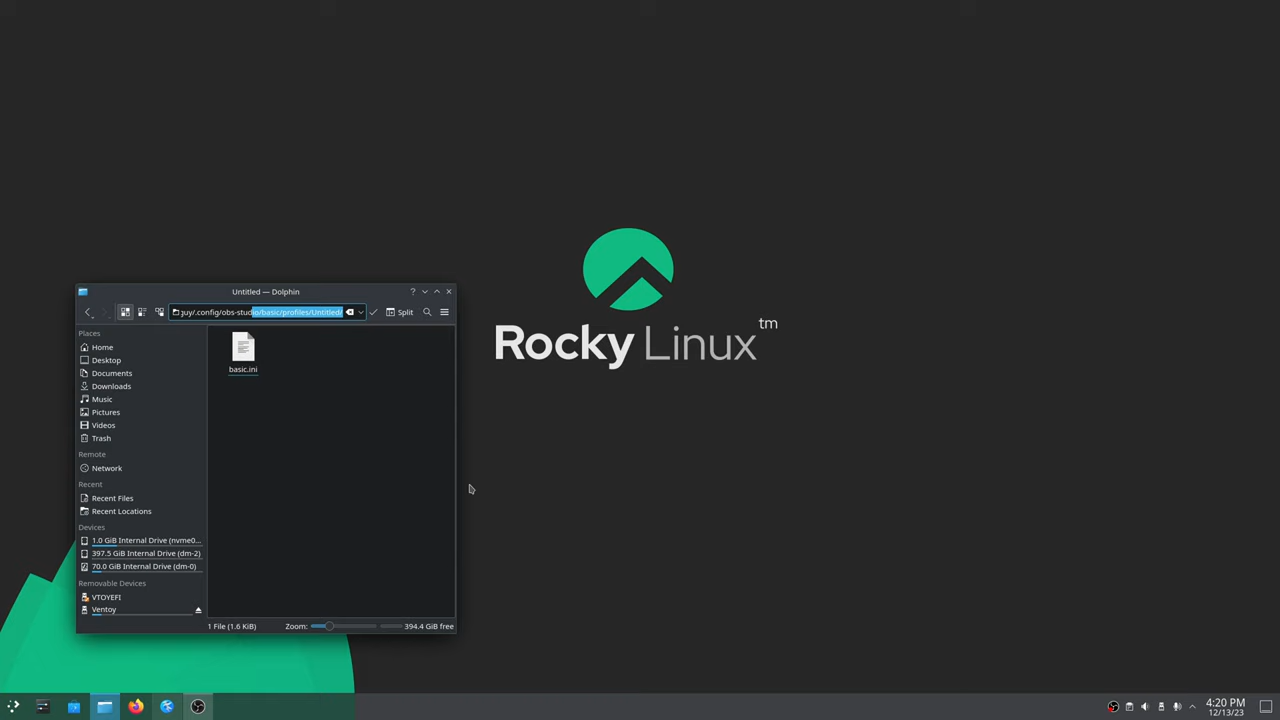 Untitled — Dolphin
guy/.config/obs-studio/basic/profiles/Untitled/
Split
Places
Home
Desktop
Documents
Downloads
Music
Pictures
Videos
Trash
Remote
Network
Recent
Recent Files
Recent Locations
Devices
1.0 GiB Internal Drive (nvme0...
397.5 GiB Internal Drive (dm-2)
70.0 GiB Internal Drive (dm-0)
Removable Devices
VTOYEFI
Ventoy
basic.ini
1 File (1.6 KiB)
Zoom:
394.4 GiB free
Rocky Linux™
4:20 PM
12/13/23